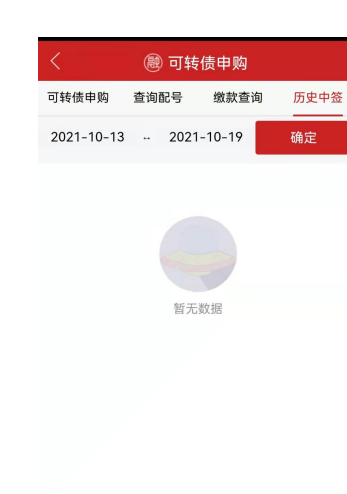 融 可转债申购
可转债申购 查询配号 缴款查询 历史中签
2021-10-13 -- 2021-10-19 确定
暂无数据